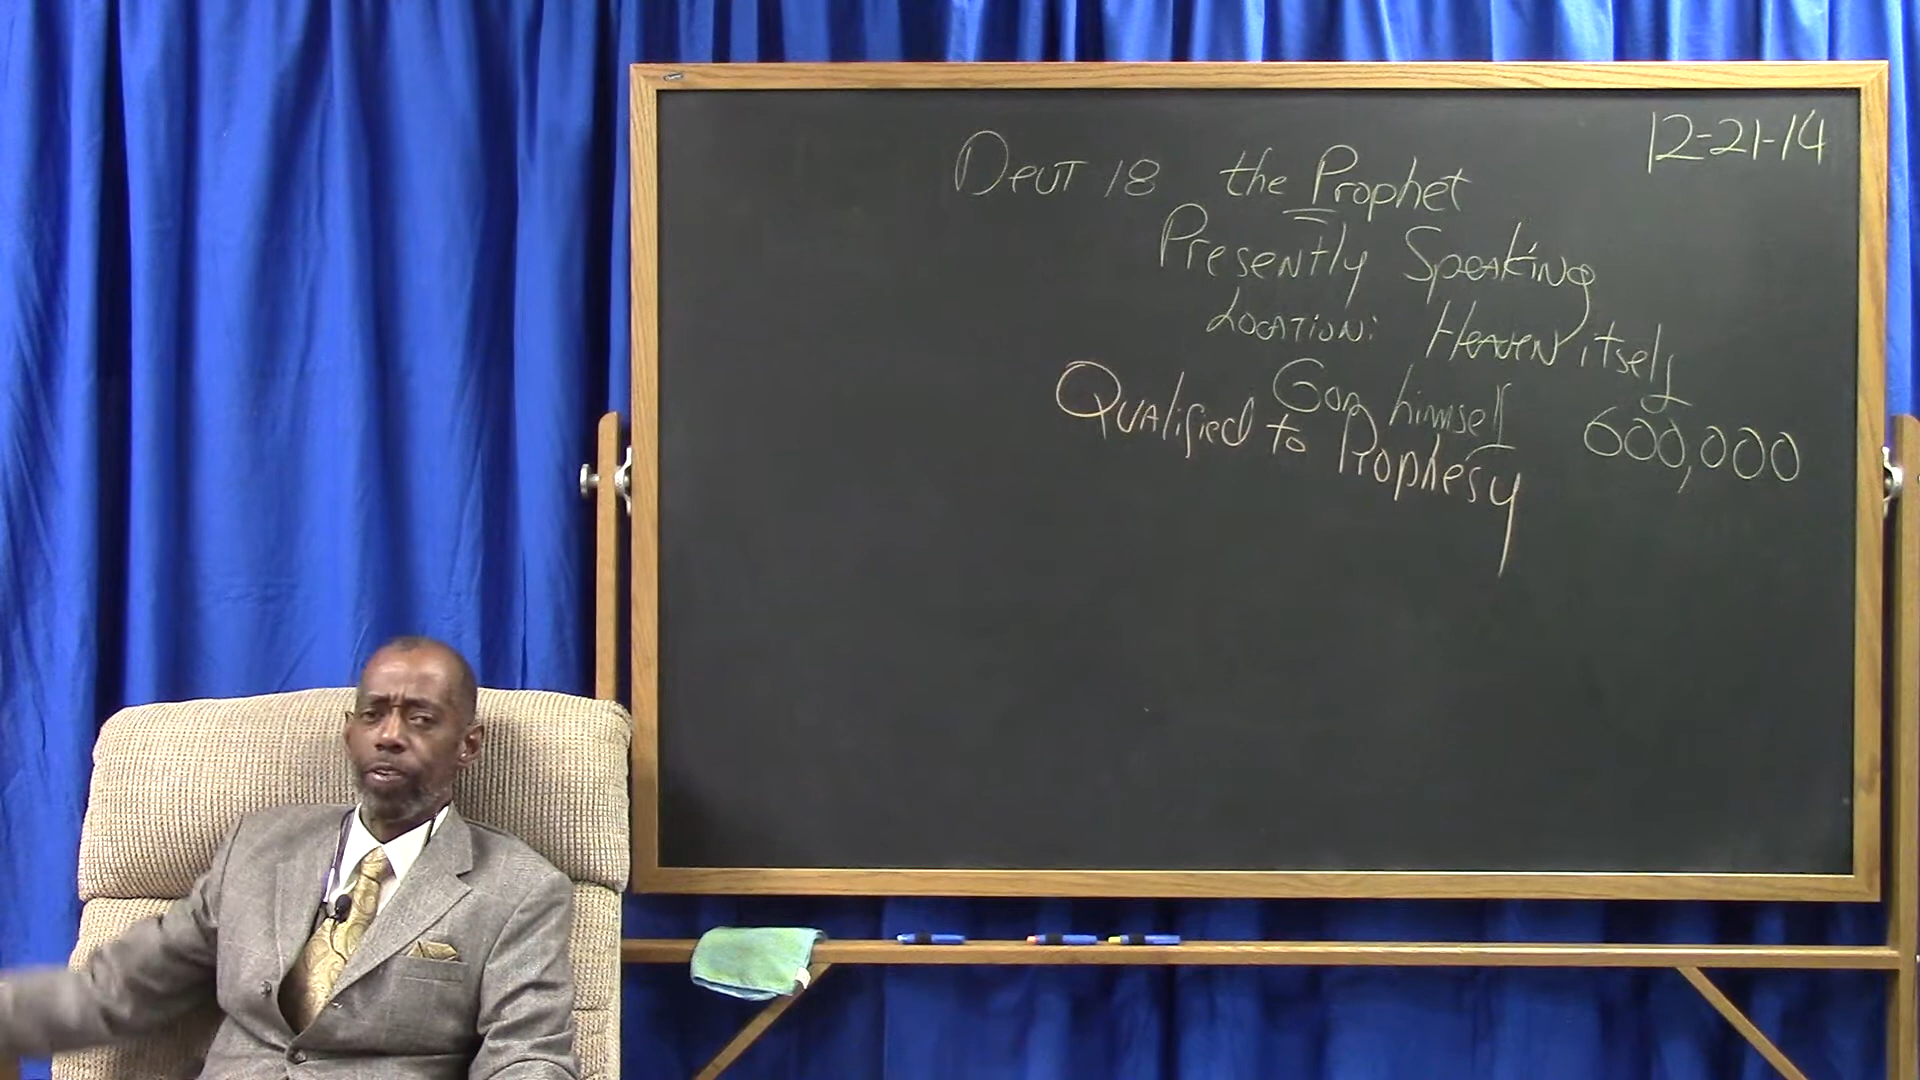 12-21-14
Deut 18 the Prophet
Presently Speaking
Location: Heaven itself
God himself 600,000
Qualified to Prophesy